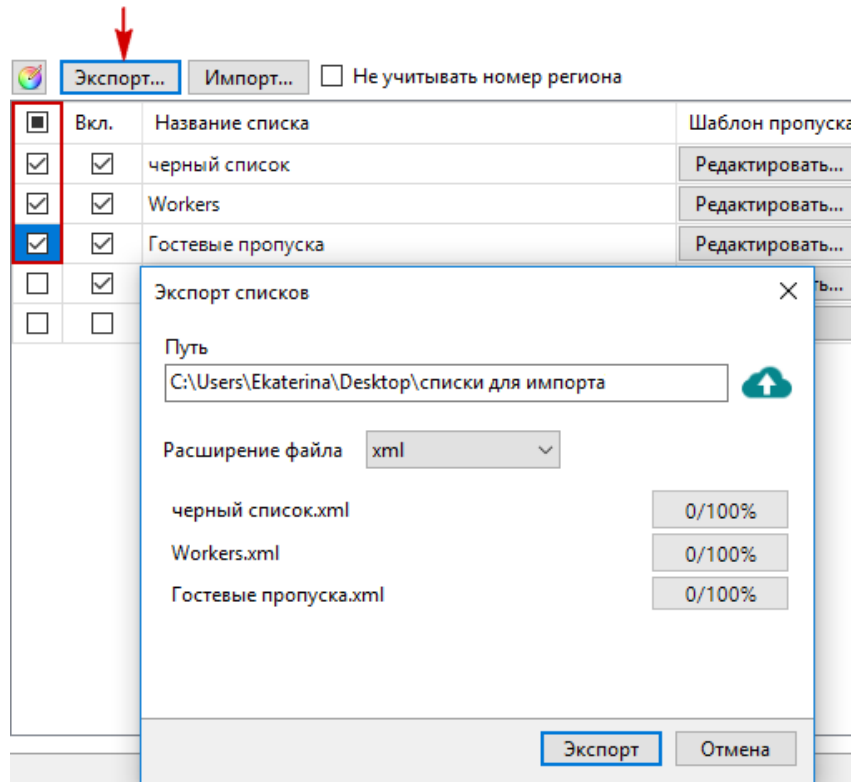 Экспорт... Импорт... Не учитывать номер региона
Вкл. Название списка Шаблон пропуска
черный список Редактировать...
Workers Редактировать...
Гостевые пропуска Редактировать...
Экспорт списков
Путь
C:\Users\Ekaterina\Desktop\списки для импорта
Расширение файла xml
черный список.xml 0/100%
Workers.xml 0/100%
Гостевые пропуска.xml 0/100%
Экспорт Отмена